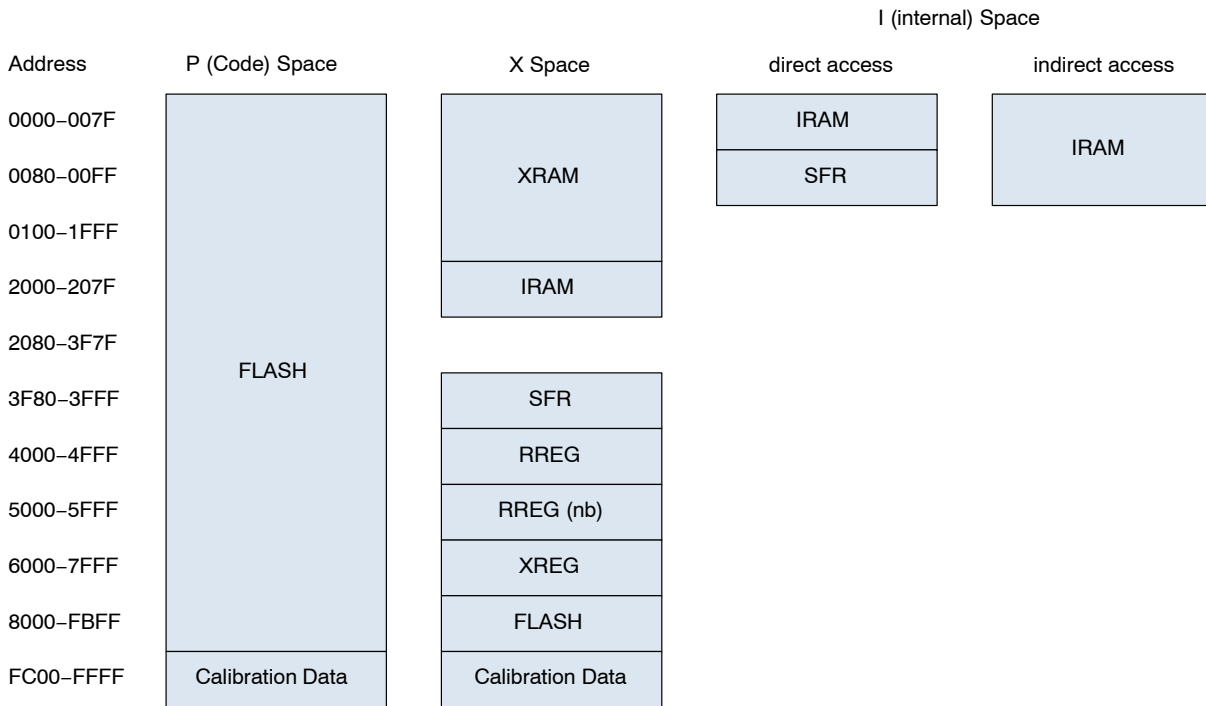 I (internal) Space
Address P (Code) Space X Space direct access indirect access
0000−007F IRAM
IRAM
0080−00FF XRAM SFR
0100−1FFF
2000−207F IRAM
2080−3F7F
FLASH
3F80−3FFF SFR
4000−4FFF RREG
5000−5FFF RREG (nb)
6000−7FFF XREG
8000−FBFF FLASH
FC00−FFFF Calibration Data Calibration Data